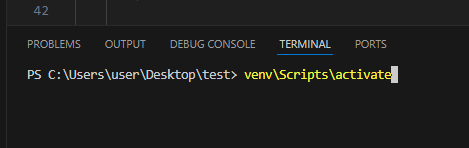 42
PROBLEMS OUTPUT DEBUG CONSOLE TERMINAL PORTS
PS C:\Users\user\Desktop\test> venv\Scripts\activate